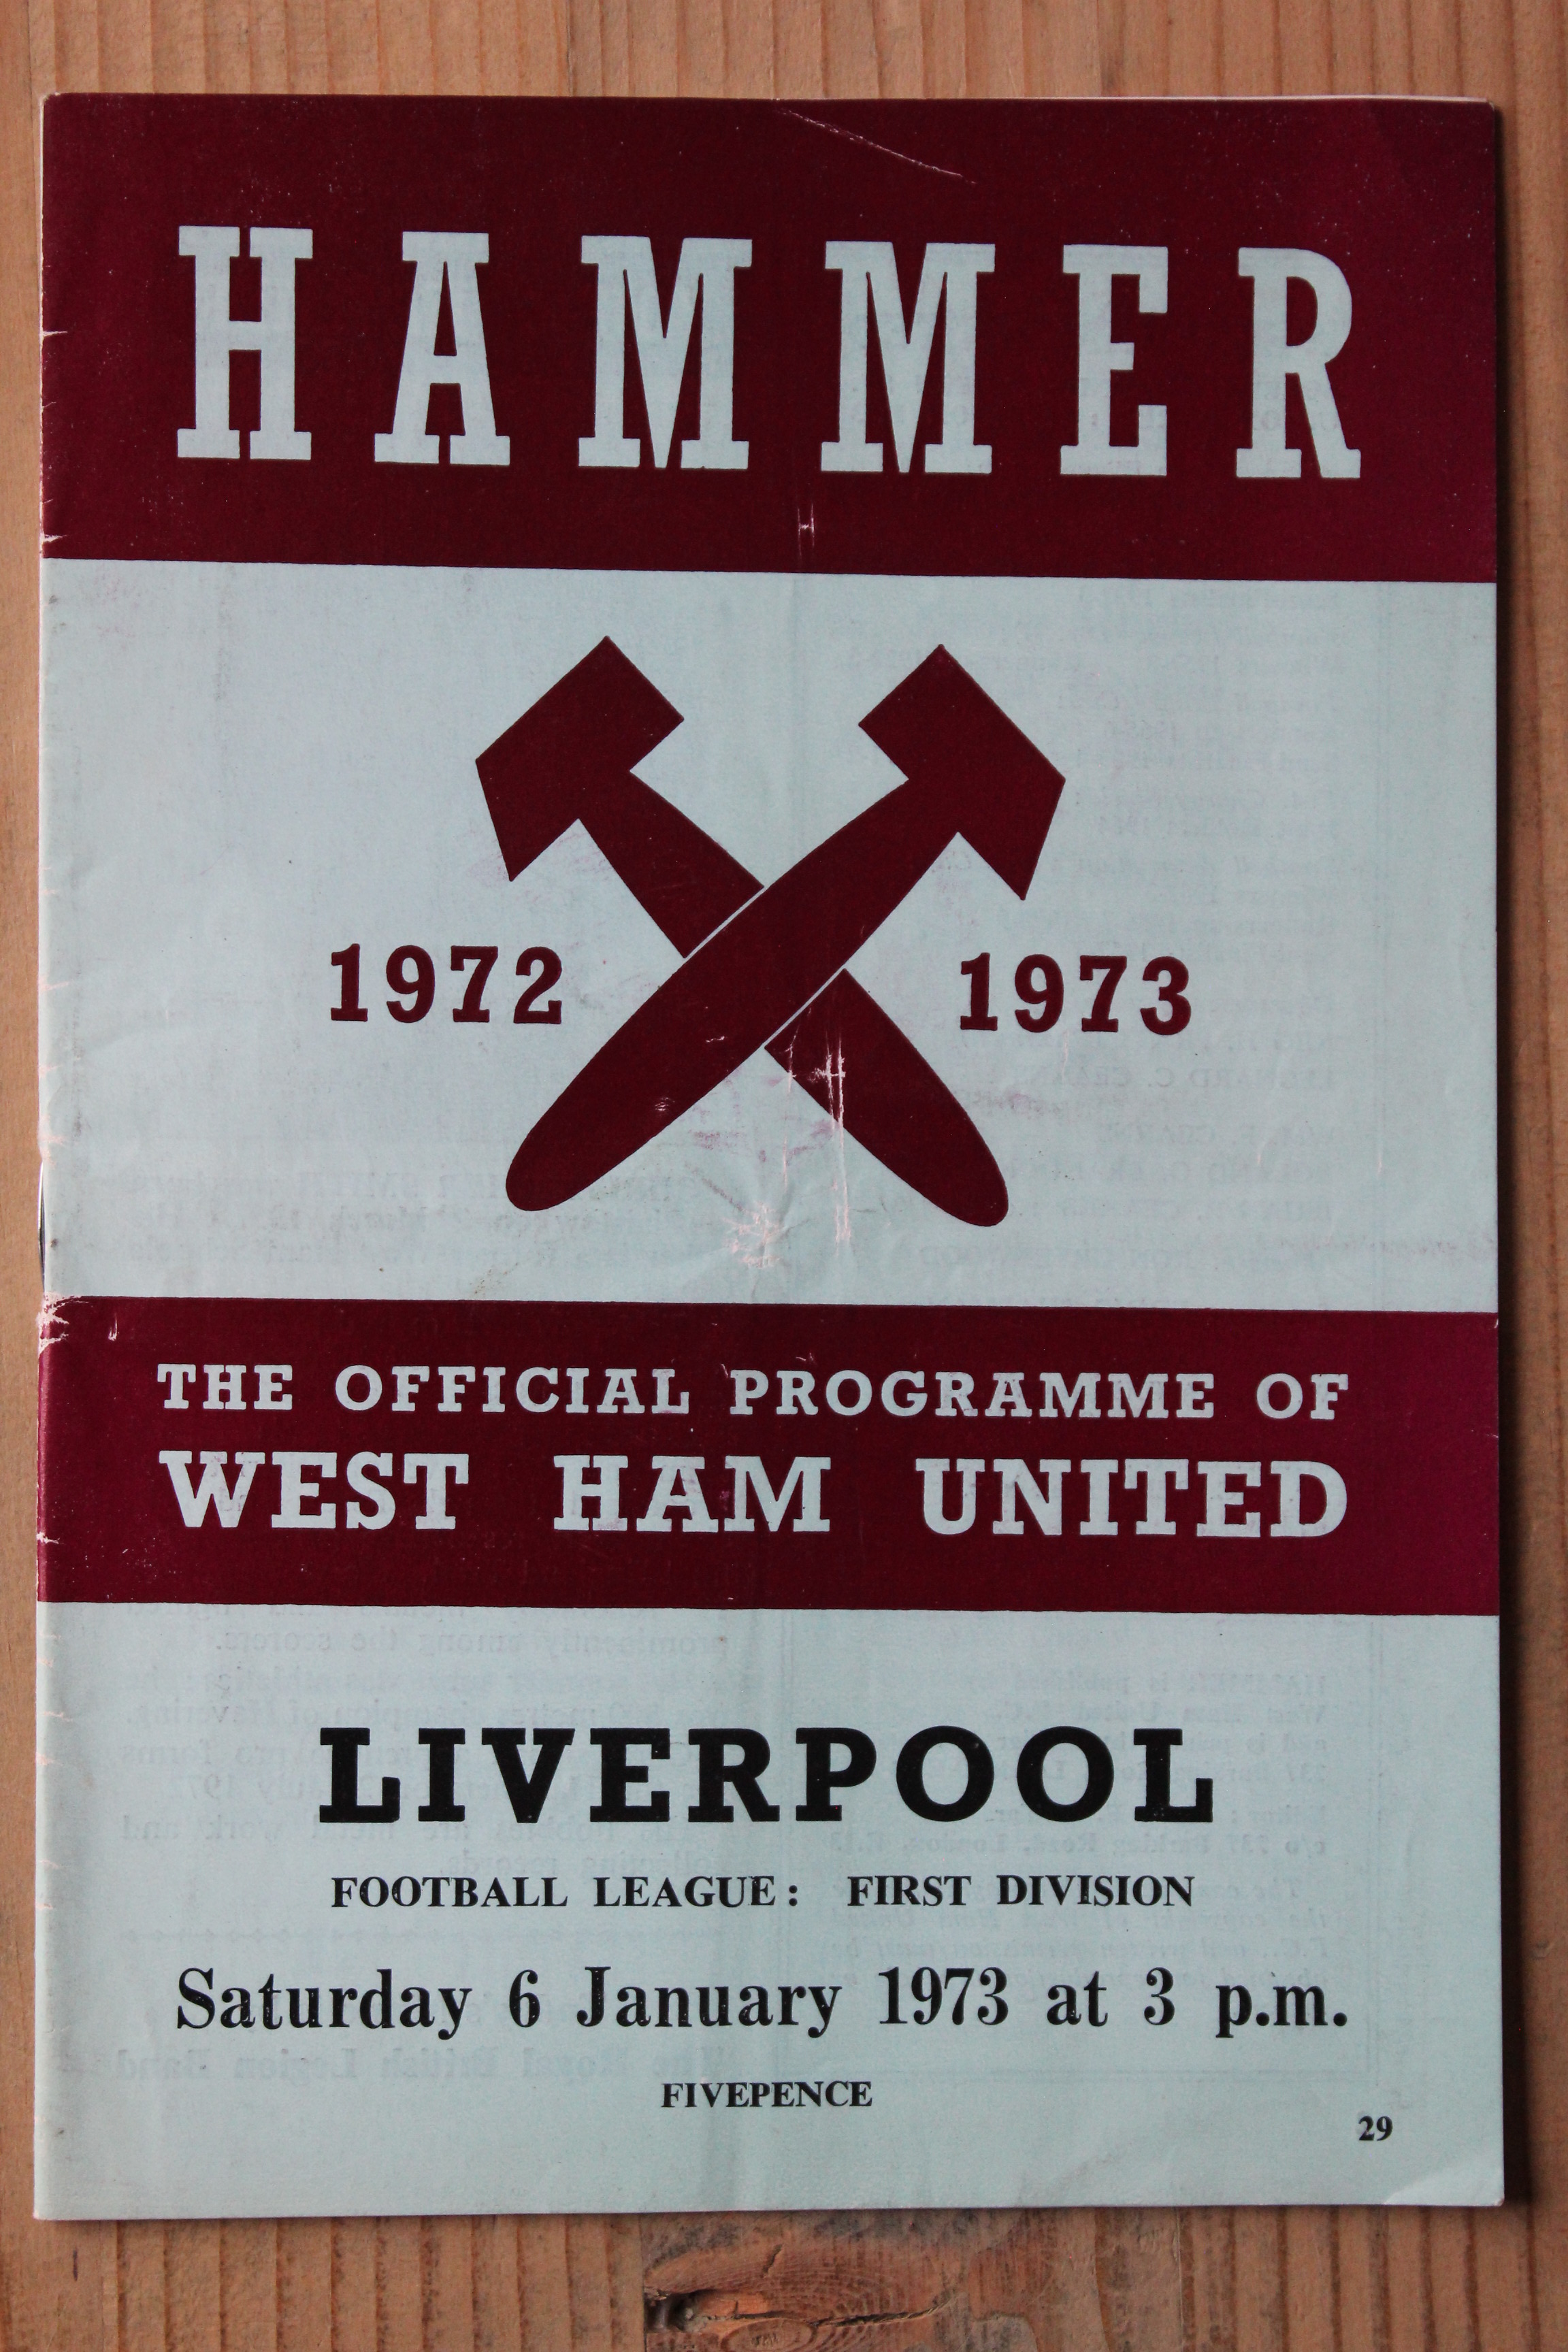 HAMMER
1972 1973
THE OFFICIAL PROGRAMME OF
WEST HAM UNITED
LIVERPOOL
FOOTBALL LEAGUE: FIRST DIVISION
Saturday 6 January 1973 at 3 p.m.
FIVEPENCE
29